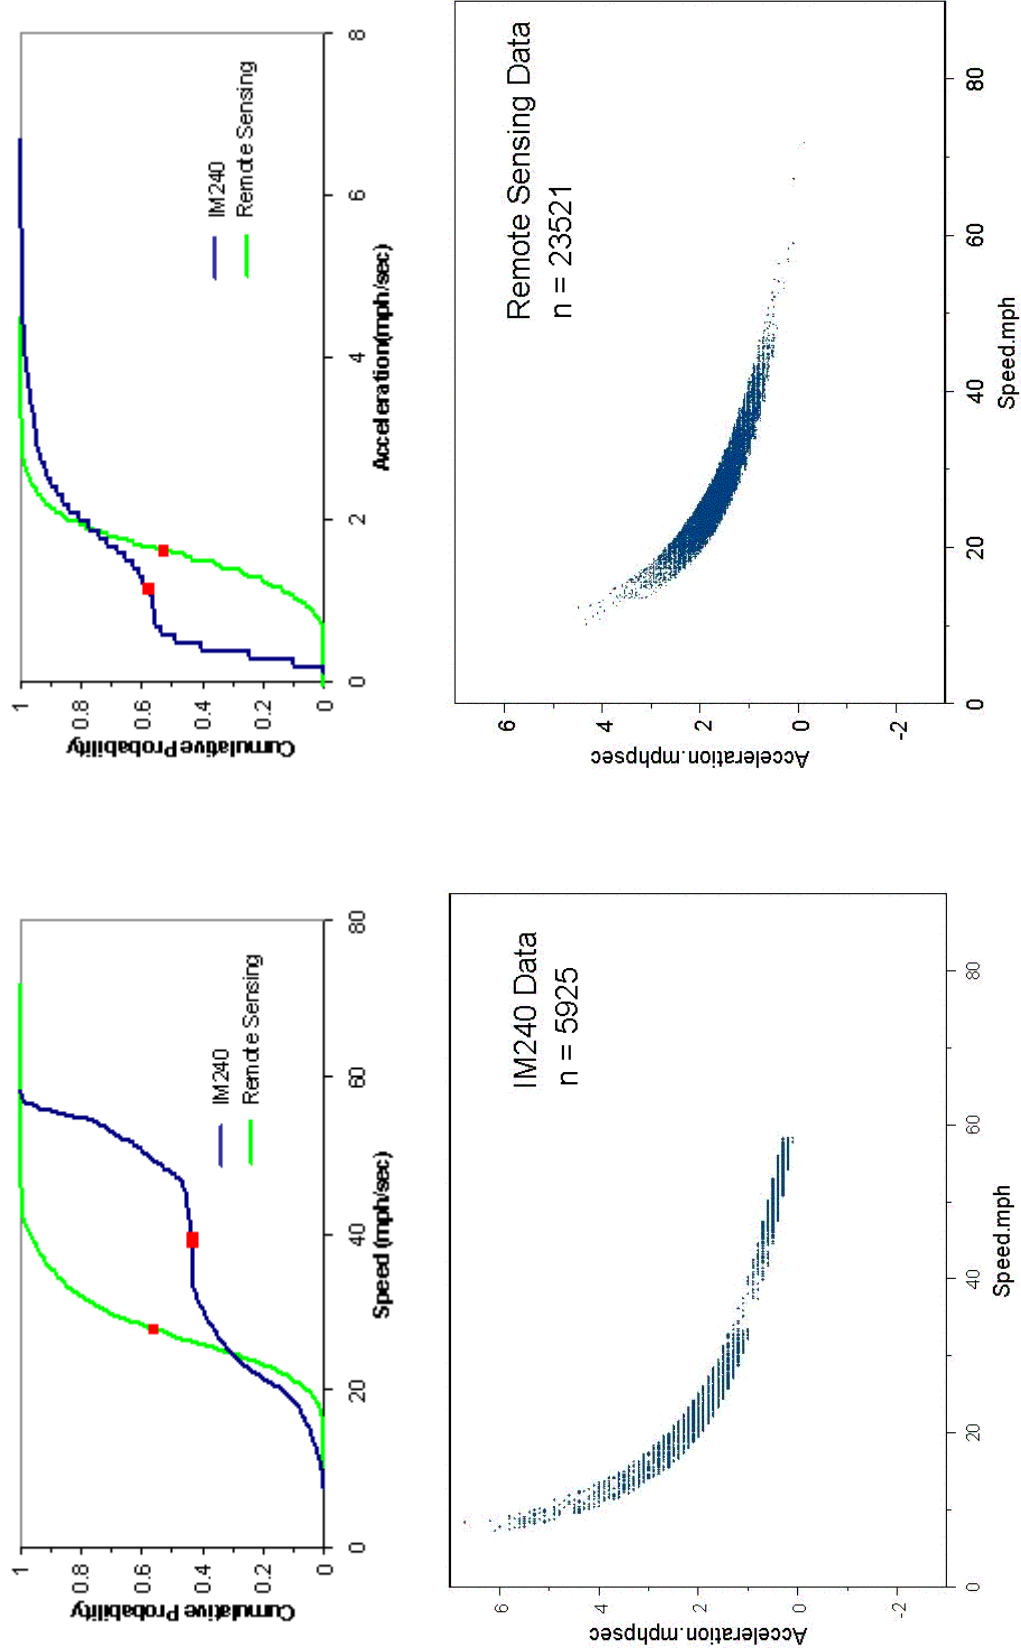 1
0.8
0.6
0.4
0.2
0
Cumulative Probability
0
20
40
60
80
Speed (mph/sec)
IM240
Remote Sensing
1
0.8
0.6
0.4
0.2
0
Cumulative Probability
0
2
4
6
8
Acceleration(mph/sec)
IM240
Remote Sensing
IM240 Data
n = 5925
6
4
2
0
-2
Acceleration.mphpsec
0
20
40
60
80
Speed.mph
Remote Sensing Data
n = 23521
6
4
2
0
-2
Acceleration.mphpsec
0
20
40
60
80
Speed.mph